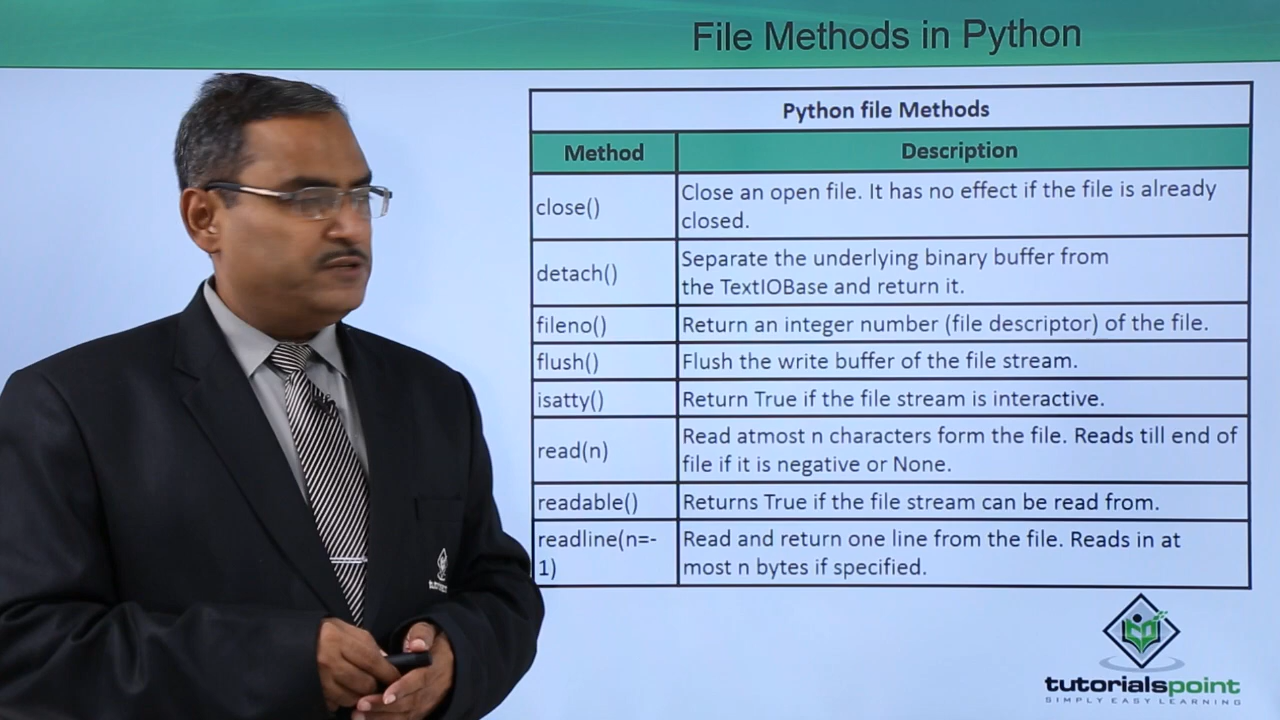 File Methods in Python
Python file Methods
Method Description
close() Close an open file. It has no effect if the file is already
closed.
detach() Separate the underlying binary buffer from
the TextIOBase and return it.
fileno() Return an integer number (file descriptor) of the file.
flush() Flush the write buffer of the file stream.
isatty() Return True if the file stream is interactive.
read(n) Read atmost n characters form the file. Reads till end of
file if it is negative or None.
readable() Returns True if the file stream can be read from.
readline(n=- Read and return one line from the file. Reads in at
1) most n bytes if specified.
tutorialspoint
SIMPLY EASY LEARNING